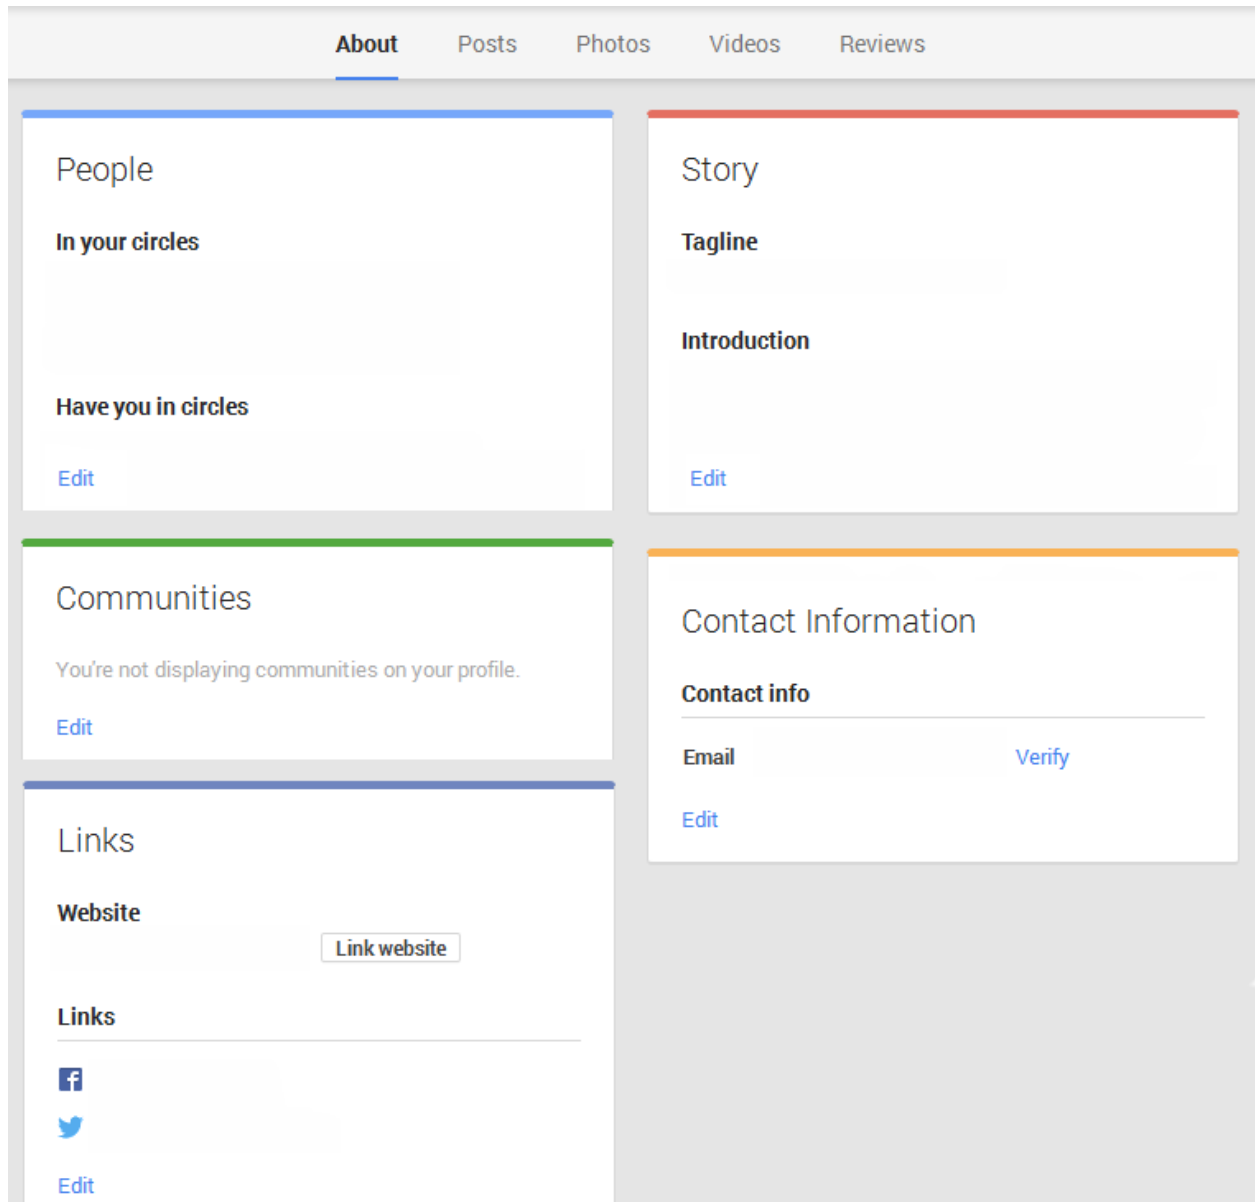 About Posts Photos Videos Reviews
People
In your circles
Have you in circles
Edit
Story
Tagline
Introduction
Edit
Communities
You're not displaying communities on your profile.
Edit
Contact Information
Contact info
Email Verify
Edit
Links
Website
Link website
Links
Edit